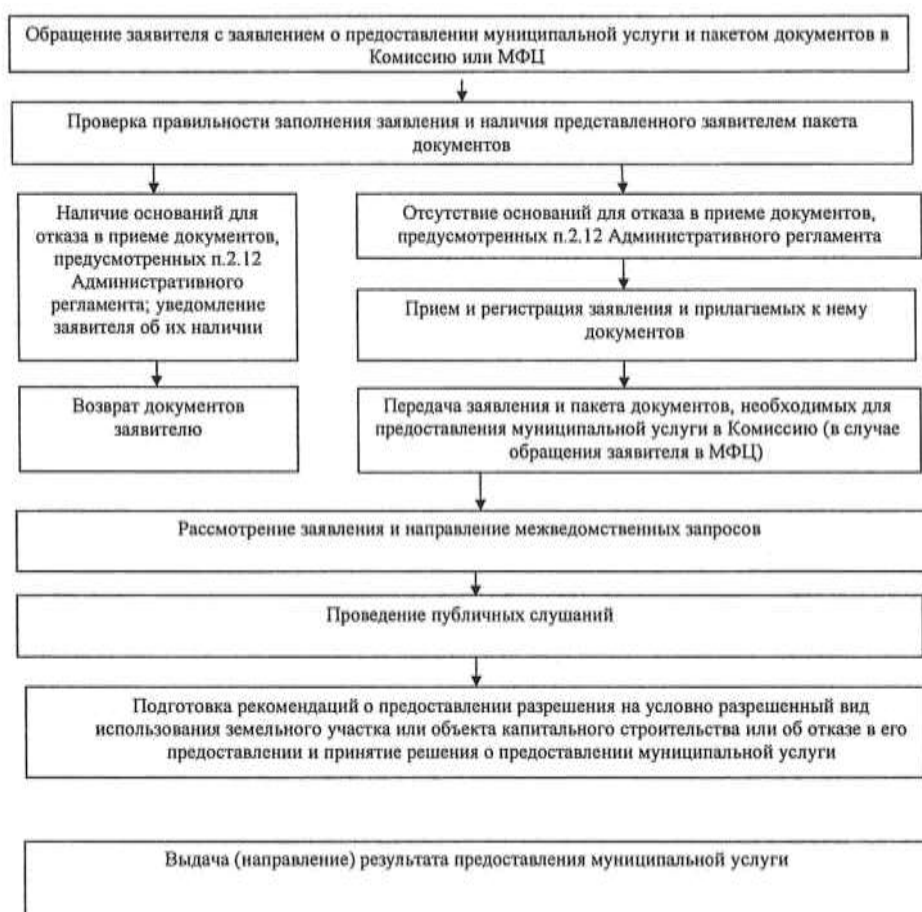 Обращение заявителя с заявлением о предоставлении муниципальной услуги и пакетом документов в
Комиссию или МФЦ
Проверка правильности заполнения заявления и наличия представленного заявителем пакета
документов
Наличие оснований для
отказа в приеме документов,
предусмотренных п.2.12
Административного
регламента; уведомление
заявителя об их наличии
Отсутствие оснований для отказа в приеме документов,
предусмотренных п.2.12 Административного регламента
Прием и регистрация заявления и прилагаемых к нему
документов
Возврат документов
заявителю
Передача заявления и пакета документов, необходимых для
предоставления муниципальной услуги в Комиссию (в случае
обращения заявителя в МФЦ)
Рассмотрение заявления и направление межведомственных запросов
Проведение публичных слушаний
Подготовка рекомендаций о предоставлении разрешения на условно разрешенный вид
использования земельного участка или объекта капитального строительства или об отказе в его
предоставлении и принятие решения о предоставлении муниципальной услуги
Выдача (направление) результата предоставления муниципальной услуги